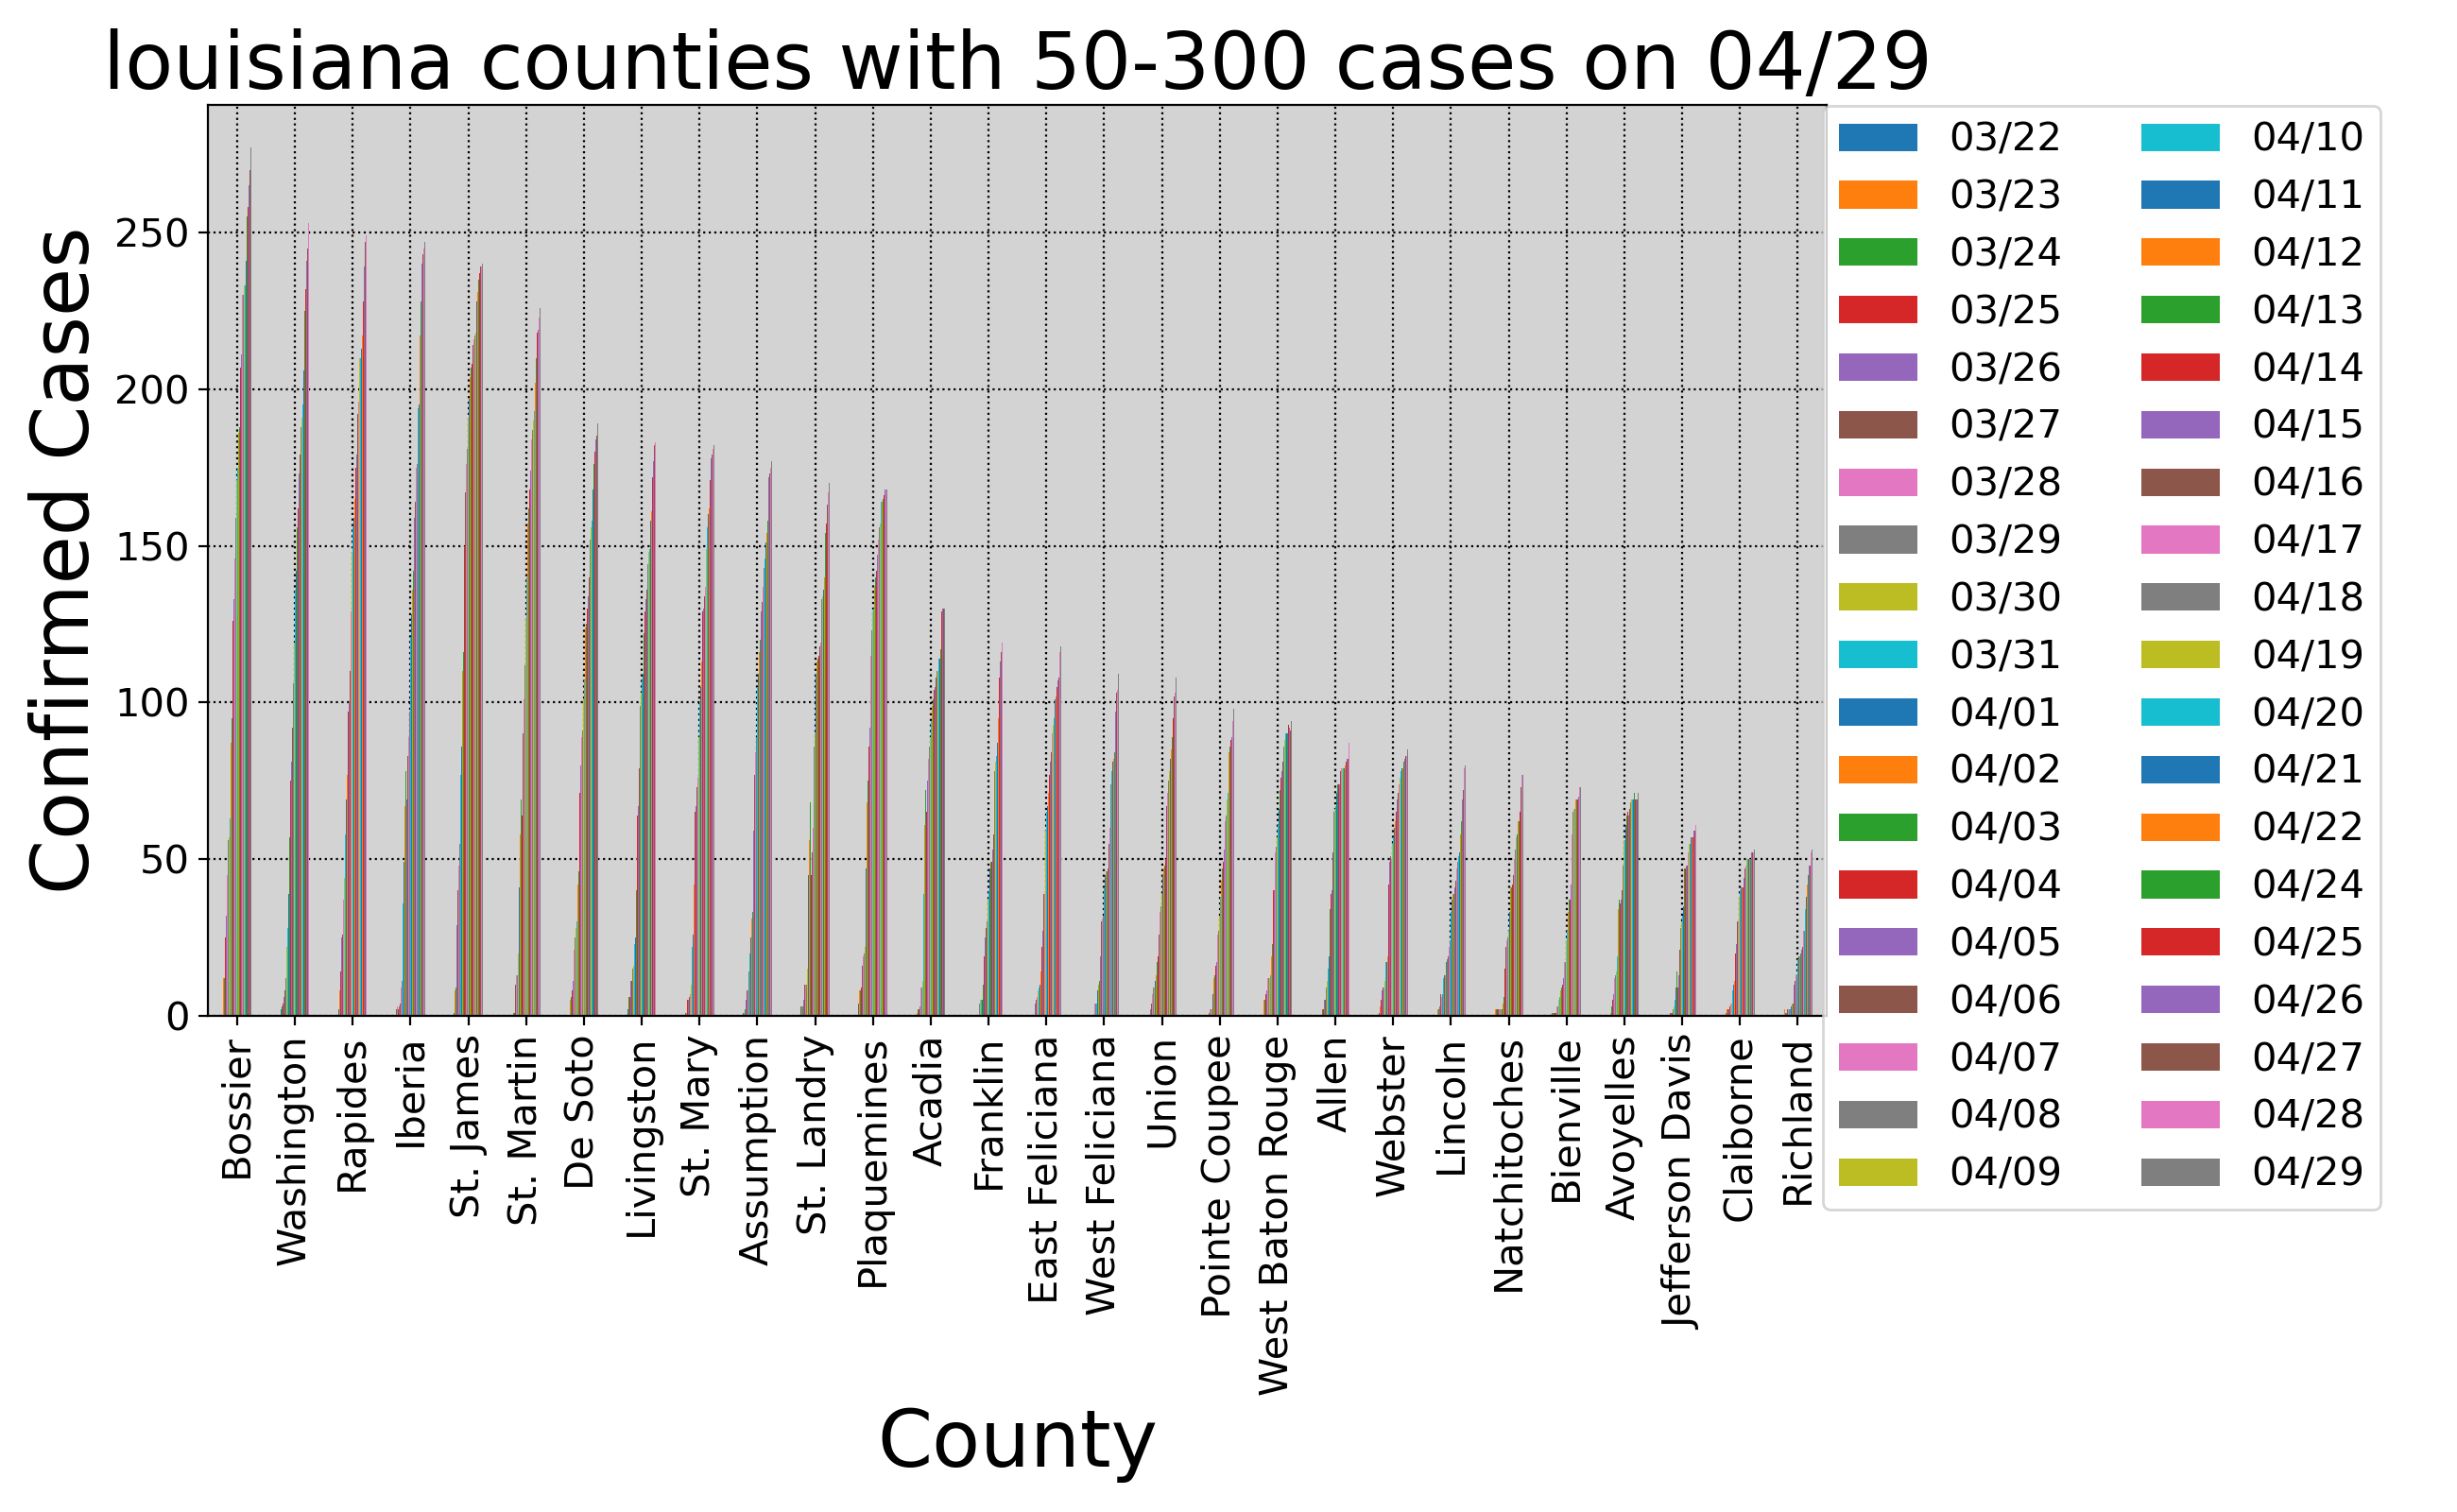 louisiana counties with 50-300 cases on 04/29
Confirmed Cases
250
200
150
100
50
0
Bossier
Washington
Rapides
Iberia
St. James
St. Martin
De Soto
Livingston
St. Mary
Assumption
St. Landry
Plaquemines
Acadia
Franklin
East Feliciana
West Feliciana
Union
Pointe Coupee
West Baton Rouge
Allen
Webster
Lincoln
Natchitoches
Bienville
Avoyelles
Jefferson Davis
Claiborne
Richland
County
03/22
03/23
03/24
03/25
03/26
03/27
03/28
03/29
03/30
03/31
04/01
04/02
04/03
04/04
04/05
04/06
04/07
04/08
04/09
04/10
04/11
04/12
04/13
04/14
04/15
04/16
04/17
04/18
04/19
04/20
04/21
04/22
04/24
04/25
04/26
04/27
04/28
04/29